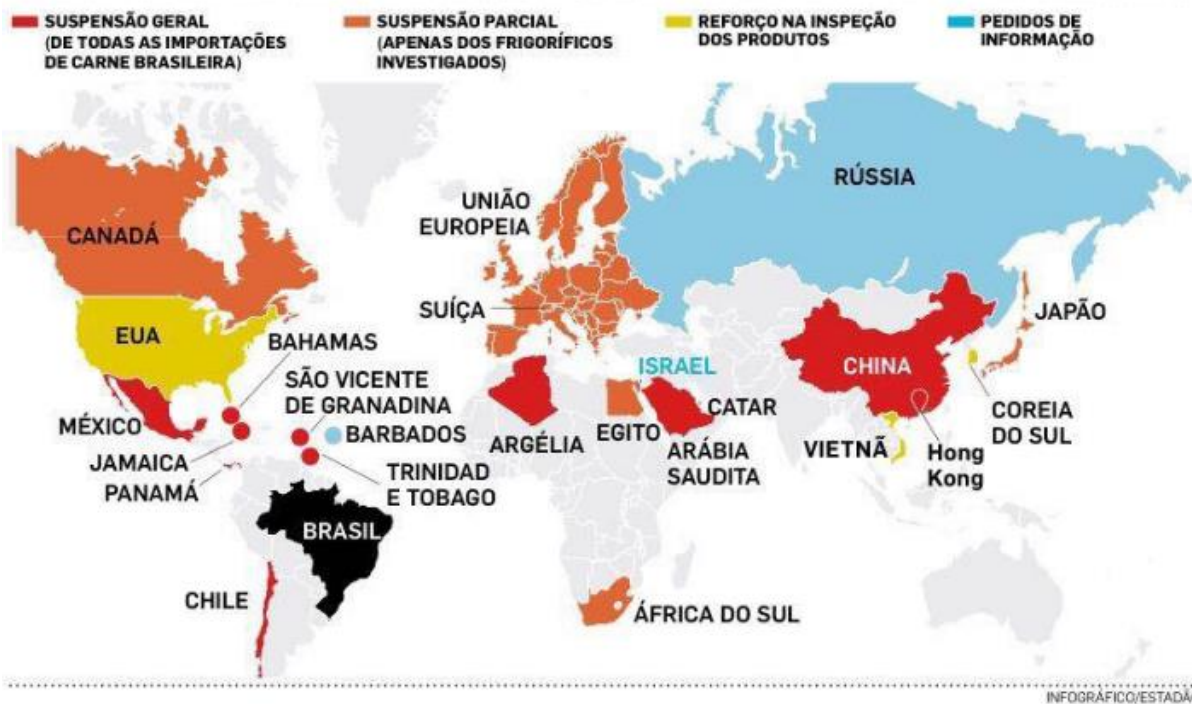 SUSPENSÃO GERAL
(DE TODAS AS IMPORTAÇÕES
DE CARNE BRASILEIRA)
SUSPENSÃO PARCIAL
(APENAS DOS FRIGORÍFICOS
INVESTIGADOS)
REFORÇO NA INSPEÇÃO
DOS PRODUTOS
PEDIDOS DE
INFORMAÇÃO
RÚSSIA
UNIÃO
EUROPEIA
CANADÁ
SUÍÇA
JAPÃO
EUA
BAHAMAS
ISRAEL
CHINA
SÃO VICENTE
DE GRANADINA
CATAR
COREIA
DO SUL
MÉXICO
BARBADOS
ARGÉLIA
EGITO
ARÁBIA
SAUDITA
VIETNÃ
Hong
Kong
JAMAICA
PANAMÁ
TRINIDAD
E TOBAGO
BRASIL
CHILE
ÁFRICA DO SUL
INFOGRÁFICO/ESTADÃO